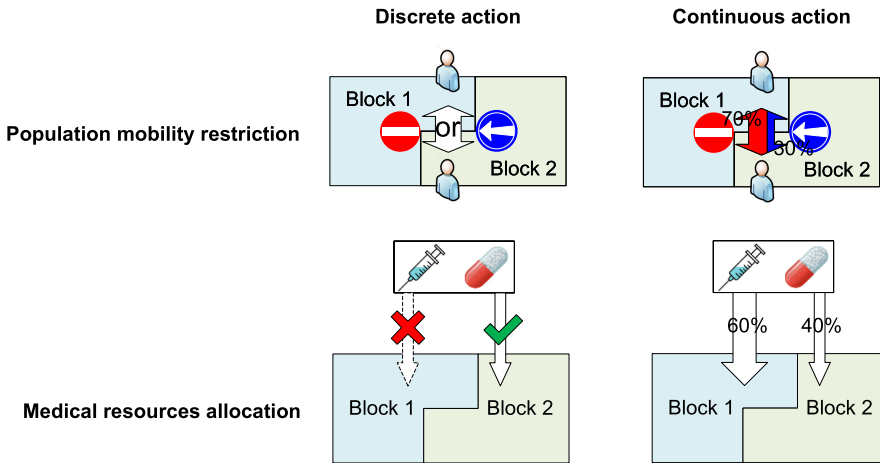 Discrete action
Continuous action
Population mobility restriction
Block 1
or
Block 2
Block 1
70%
30%
Block 2
Medical resources allocation
Block 1
Block 2
60%
40%
Block 1
Block 2